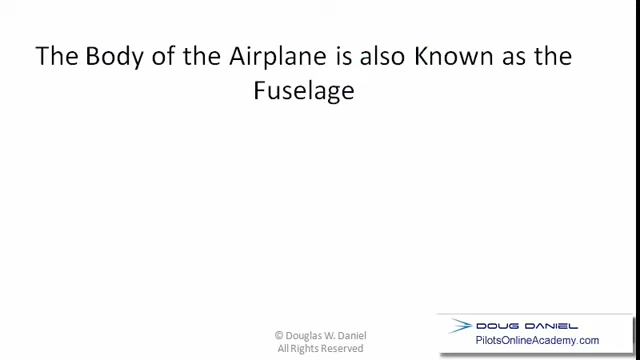 The Body of the Airplane is also Known as the
Fuselage
© Douglas W. Daniel
All Rights Reserved
DOUG DANIEL
PilotsOnlineAcademy.com